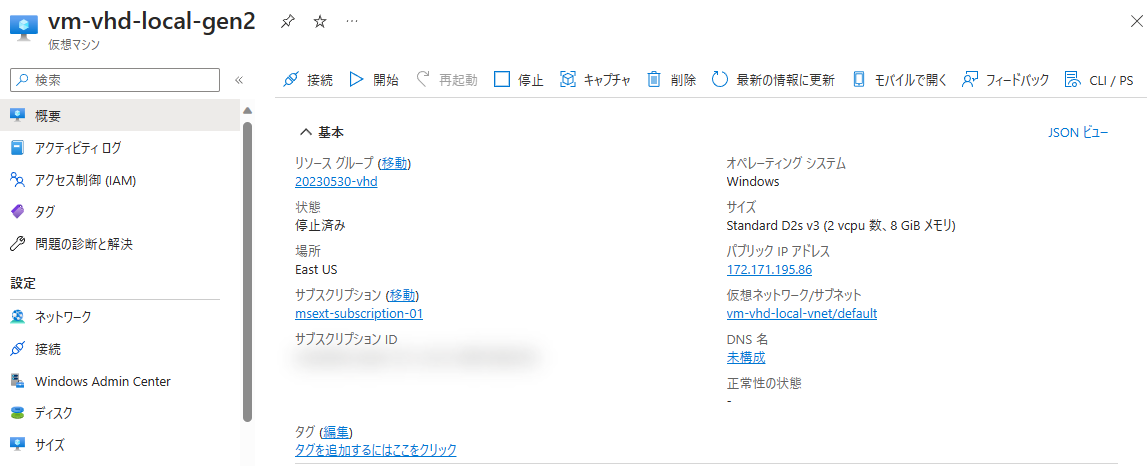 vm-vhd-local-gen2
仮想マシン
検索
概要
アクティビティ ログ
アクセス制御 (IAM)
タグ
問題の診断と解決
設定
ネットワーク
接続
Windows Admin Center
ディスク
サイズ
接続 開始 再起動 停止 キャプチャ 削除 最新の情報に更新 モバイルで開く フィードバック CLI / PS
基本
JSON ビュー
リソース グループ (移動)
20230530-vhd
状態
停止済み
場所
East US
サブスクリプション (移動)
msext-subscription-01
サブスクリプション ID
オペレーティング システム
Windows
サイズ
Standard D2s v3 (2 vcpu 数、8 GiB メモリ)
パブリック IP アドレス
172.171.195.86
仮想ネットワーク/サブネット
vm-vhd-local-vnet/default
DNS 名
未構成
正常性の状態
-
タグ (編集)
タグを追加するにはここをクリック